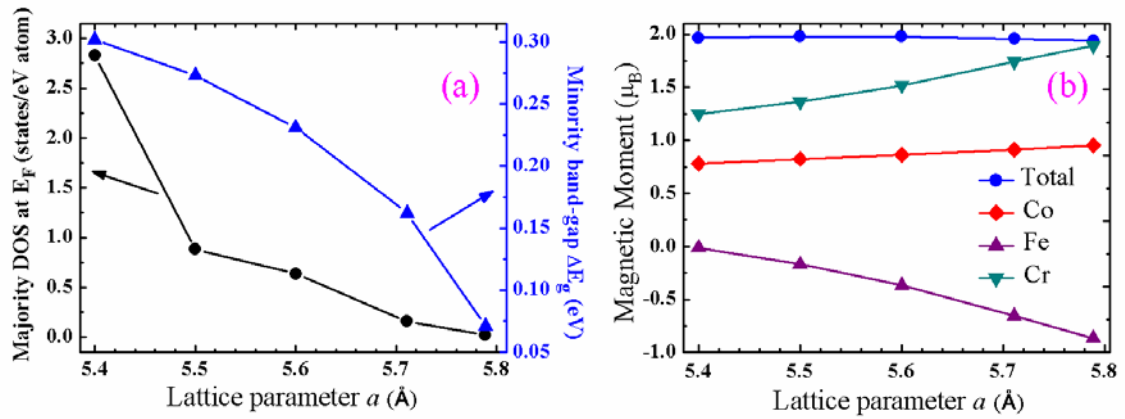 Majority DOS at E_F (states/eV atom)
3.0
2.5
2.0
1.5
1.0
0.5
0.0
(a)
0.30
0.25
0.20
0.15
0.10
0.05
Minority band-gap ΔE_g (eV)
5.4 5.5 5.6 5.7 5.8
Lattice parameter a (Å)
Magnetic Moment (μ_B)
2.0
1.5
1.0
0.5
0.0
-0.5
-1.0
(b)
Total
Co
Fe
Cr
5.4 5.5 5.6 5.7 5.8
Lattice parameter a (Å)